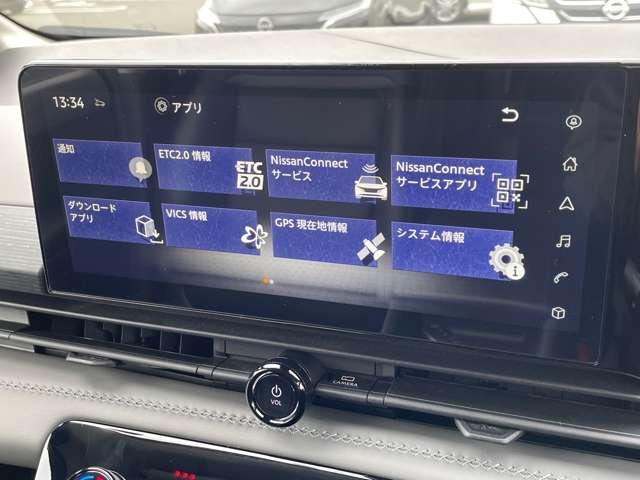 13:34
アプリ
通知
ETC2.0 情報
ETC
2.0
NissanConnect
サービス
NissanConnect
サービスアプリ
ダウンロード
アプリ
VICS 情報
GPS 現在地情報
システム情報
CAMERA
VOL